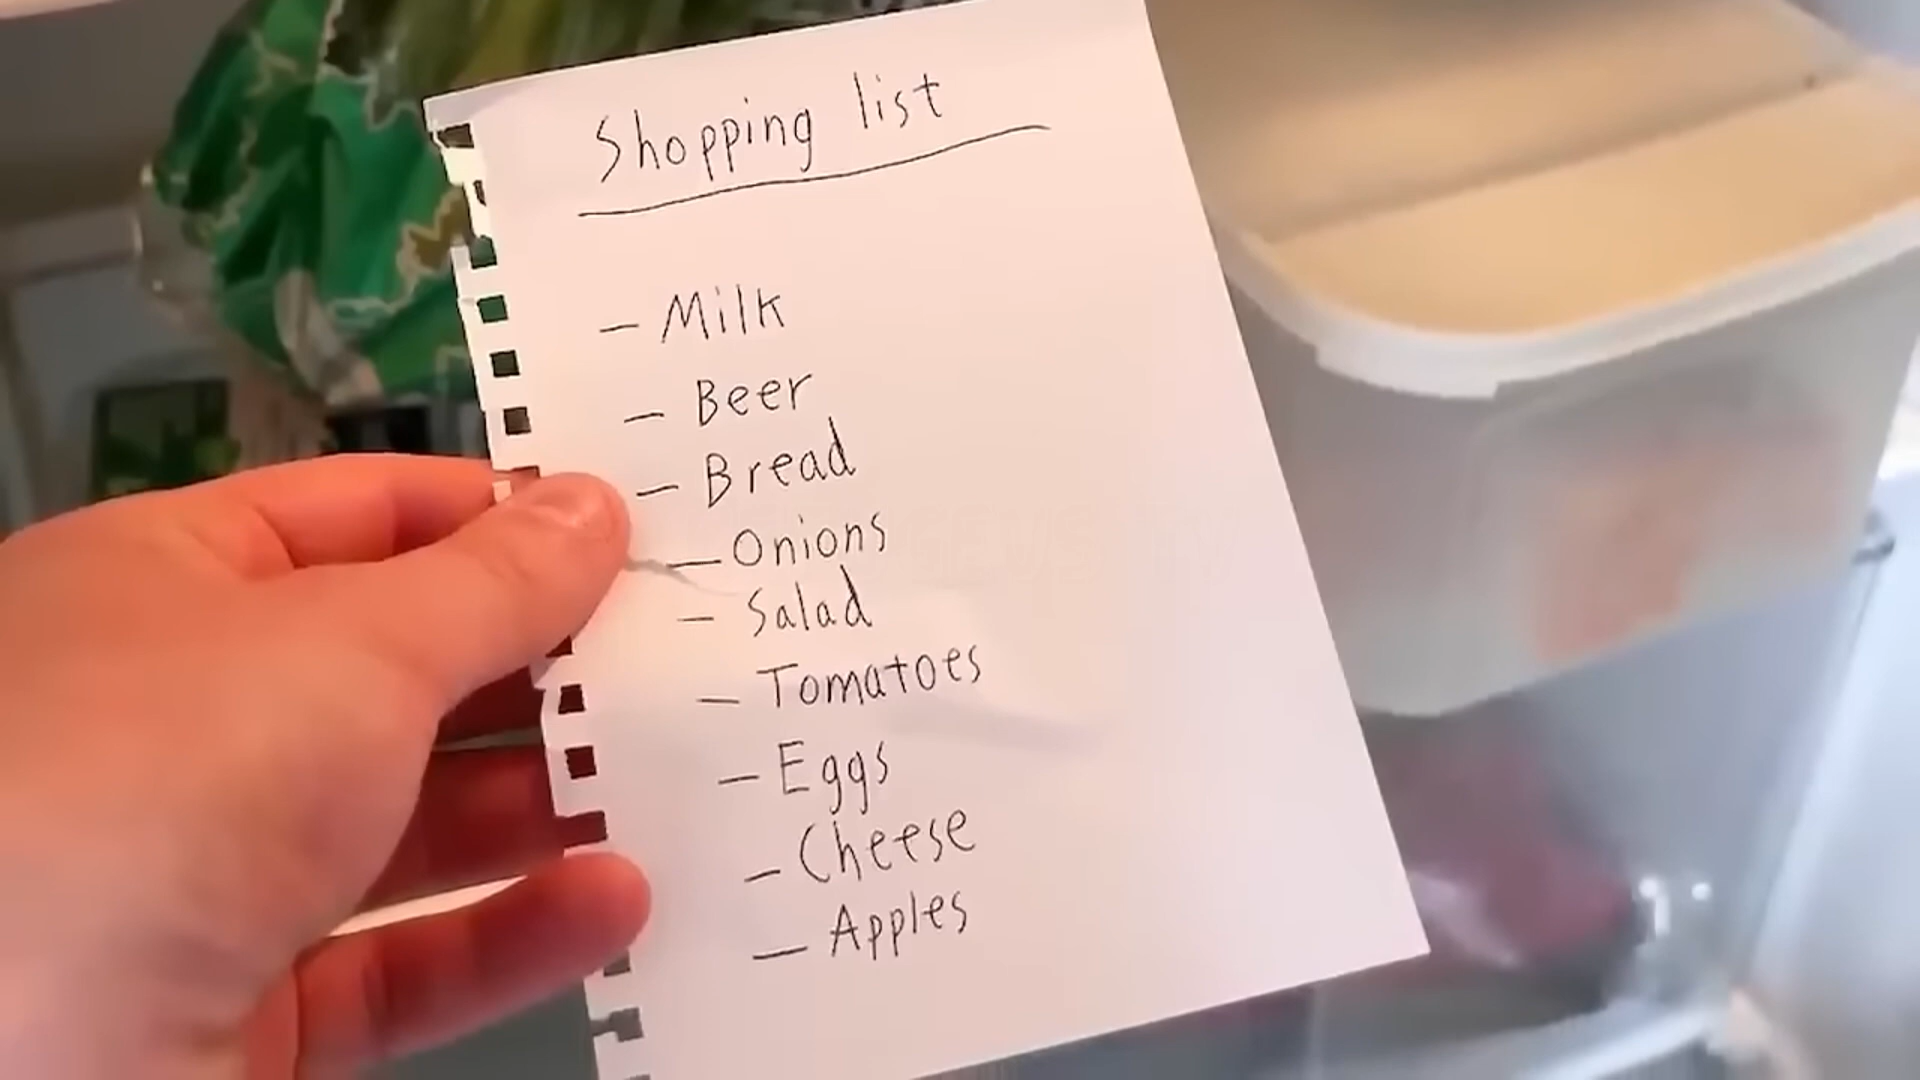 Shopping list
- Milk
- Beer
- Bread
- Onions
- Salad
- Tomatoes
- Eggs
- Cheese
- Apples